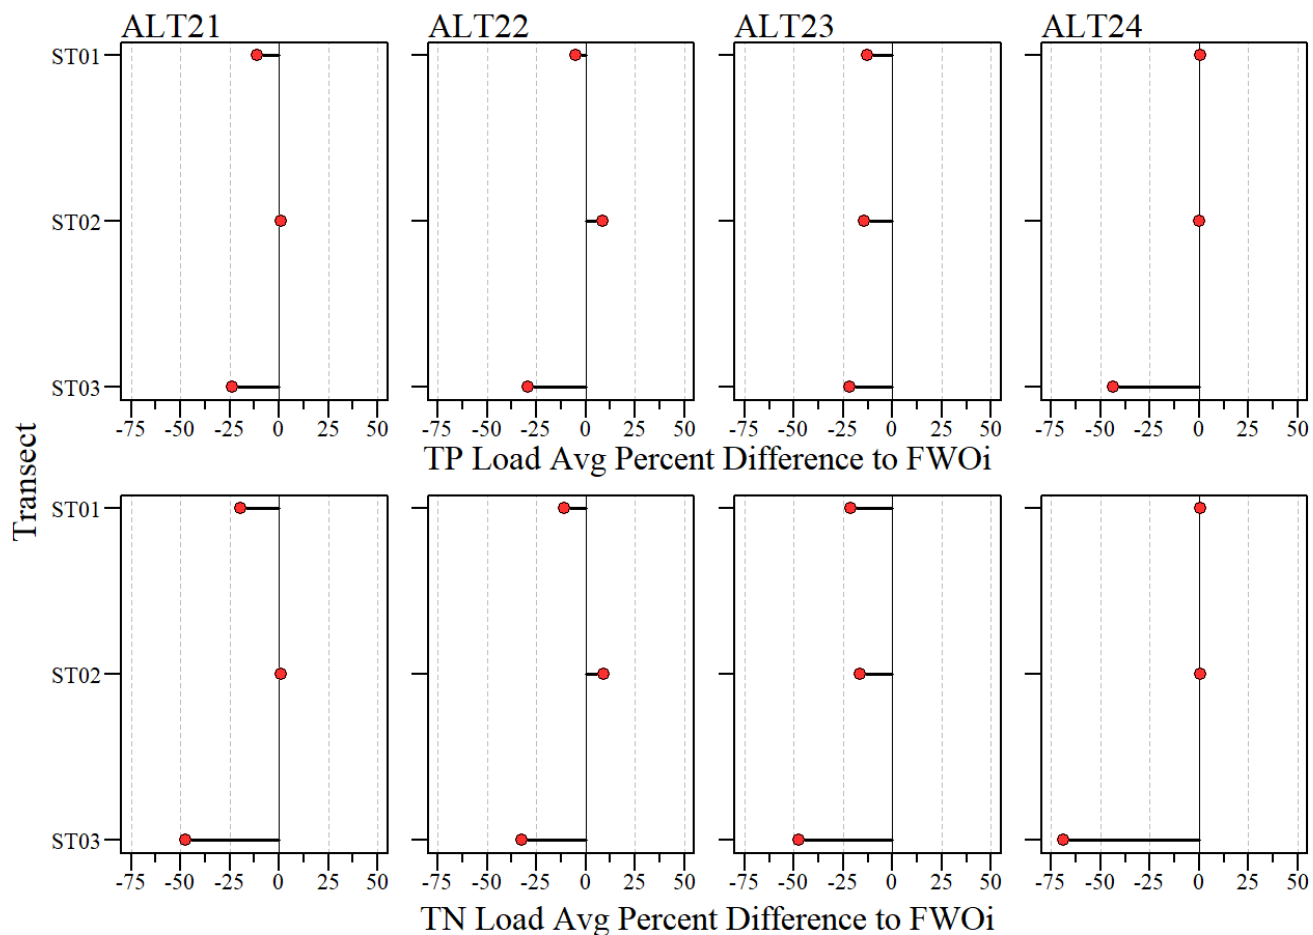 ALT21 ALT22 ALT23 ALT24
ST01
ST02
ST03
-75 -50 -25 0 25 50 -75 -50 -25 0 25 50 -75 -50 -25 0 25 50 -75 -50 -25 0 25 50
TP Load Avg Percent Difference to FWOi
Transect
ST01
ST02
ST03
-75 -50 -25 0 25 50 -75 -50 -25 0 25 50 -75 -50 -25 0 25 50 -75 -50 -25 0 25 50
TN Load Avg Percent Difference to FWOi